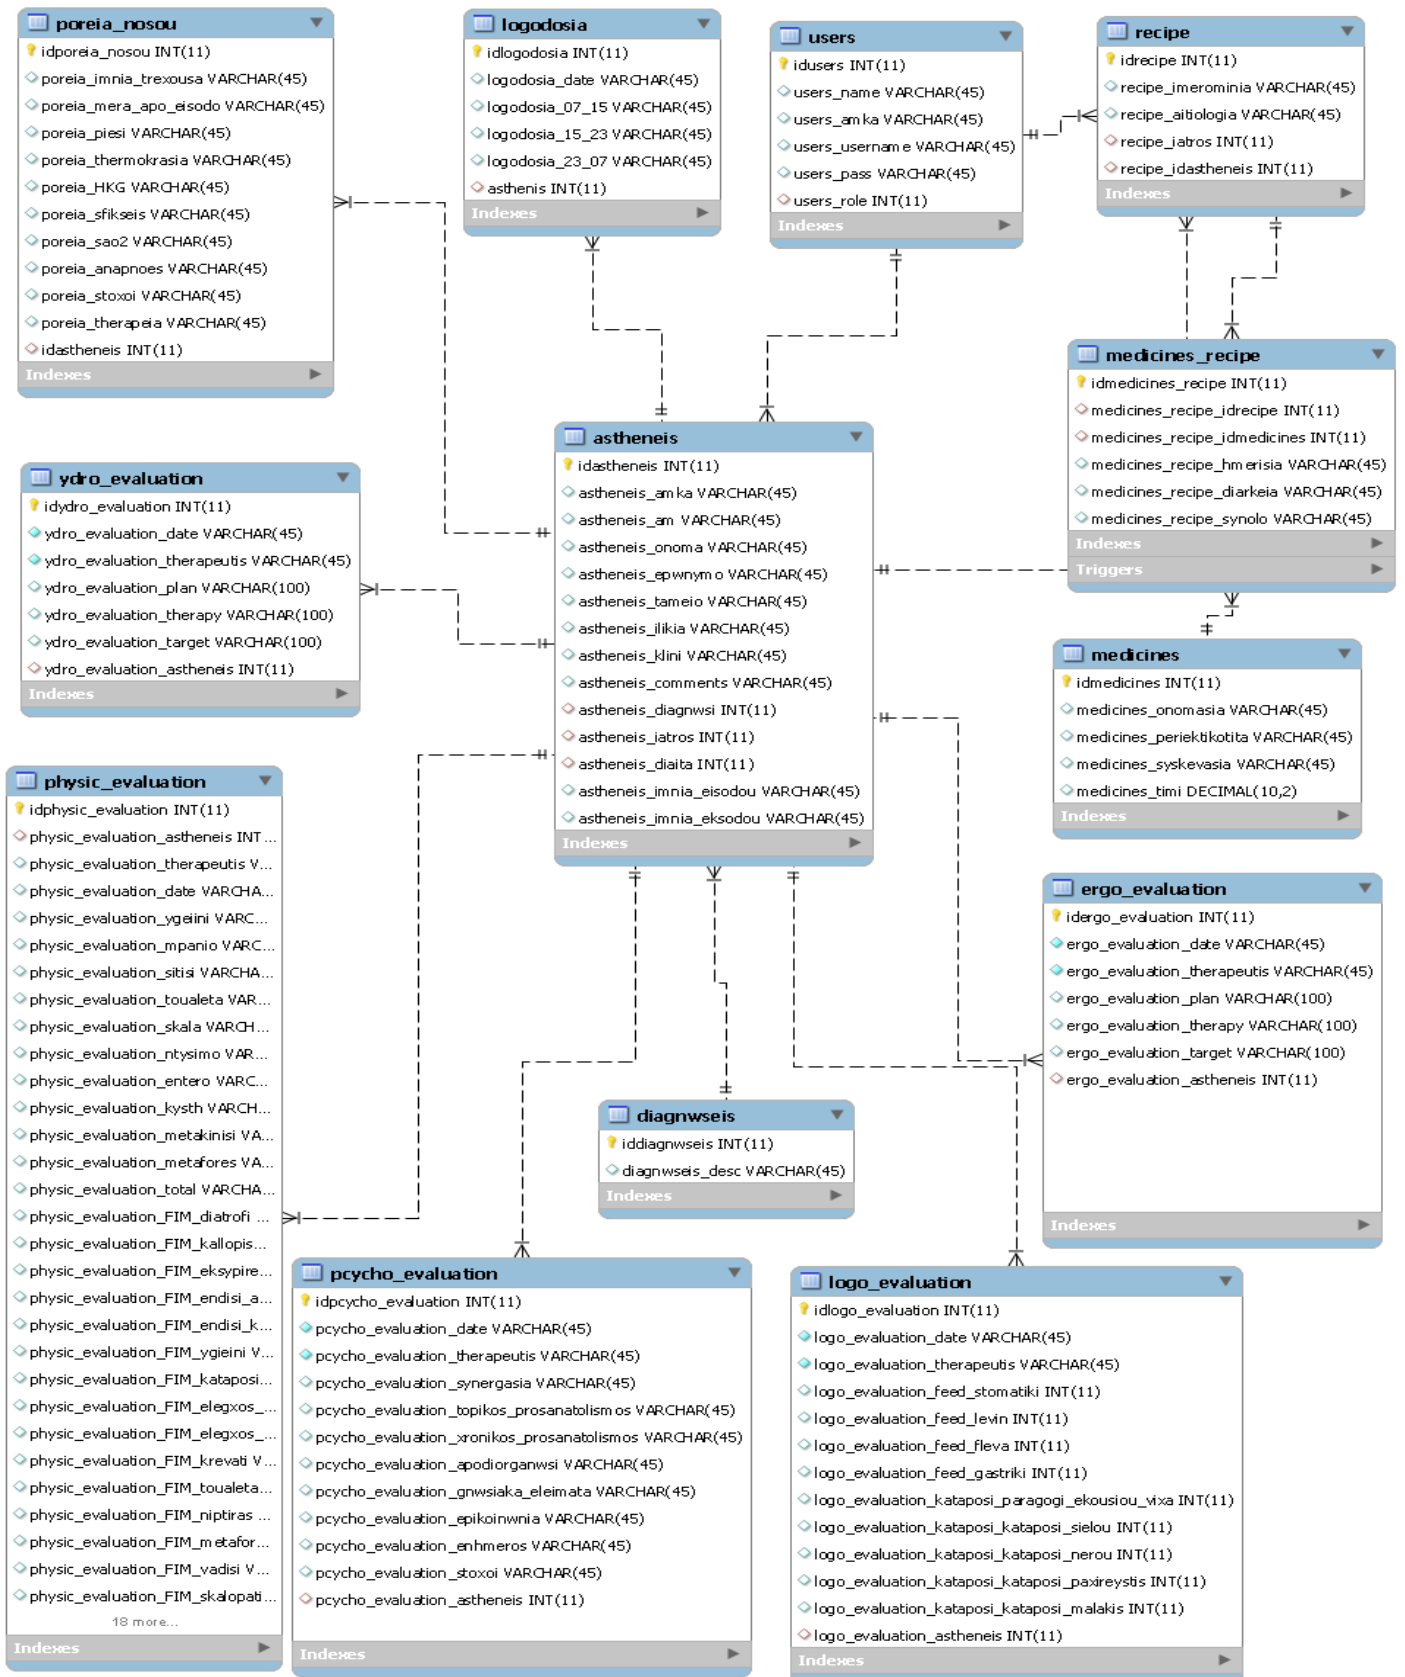 poreia_nosou
idporeia_nosou INT(11)
poreia_imnia_trexousa VARCHAR(45)
poreia_mera_apo_eisodo VARCHAR(45)
poreia_piesi VARCHAR(45)
poreia_thermokrasia VARCHAR(45)
poreia_HKG VARCHAR(45)
poreia_sfikseis VARCHAR(45)
poreia_sao2 VARCHAR(45)
poreia_anapnoes VARCHAR(45)
poreia_stoxoi VARCHAR(45)
poreia_therapeia VARCHAR(45)
idastheneis INT(11)
Indexes
logodosia
idlogodosia INT(11)
logodosia_date VARCHAR(45)
logodosia_07_15 VARCHAR(45)
logodosia_15_23 VARCHAR(45)
logodosia_23_07 VARCHAR(45)
asthenis INT(11)
Indexes
users
idusers INT(11)
users_name VARCHAR(45)
users_amka VARCHAR(45)
users_username VARCHAR(45)
users_pass VARCHAR(45)
users_role INT(11)
Indexes
recipe
idrecipe INT(11)
recipe_imerominia VARCHAR(45)
recipe_aitiologia VARCHAR(45)
recipe_iatros INT(11)
recipe_idastheneis INT(11)
Indexes
medicines_recipe
idmedicines_recipe INT(11)
medicines_recipe_idrecipe INT(11)
medicines_recipe_idmedicines INT(11)
medicines_recipe_hmerisia VARCHAR(45)
medicines_recipe_diarkeia VARCHAR(45)
medicines_recipe_synolo VARCHAR(45)
Indexes
Triggers
astheneis
idastheneis INT(11)
astheneis_amka VARCHAR(45)
astheneis_am VARCHAR(45)
astheneis_onoma VARCHAR(45)
astheneis_epwnymo VARCHAR(45)
astheneis_tameio VARCHAR(45)
astheneis_ilikia VARCHAR(45)
astheneis_klini VARCHAR(45)
astheneis_comments VARCHAR(45)
astheneis_diagnwsi INT(11)
astheneis_iatros INT(11)
astheneis_diaita INT(11)
astheneis_imnia_eisodou VARCHAR(45)
astheneis_imnia_eksodou VARCHAR(45)
Indexes
ydro_evaluation
idydro_evaluation INT(11)
ydro_evaluation_date VARCHAR(45)
ydro_evaluation_therapeutis VARCHAR(45)
ydro_evaluation_plan VARCHAR(100)
ydro_evaluation_therapy VARCHAR(100)
ydro_evaluation_target VARCHAR(100)
ydro_evaluation_astheneis INT(11)
Indexes
medicines
idmedicines INT(11)
medicines_onomasia VARCHAR(45)
medicines_periektikotita VARCHAR(45)
medicines_syskevasia VARCHAR(45)
medicines_timi DECIMAL(10,2)
Indexes
physic_evaluation
idphysic_evaluation INT(11)
physic_evaluation_astheneis INT...
physic_evaluation_therapeutis V...
physic_evaluation_date VARCHA...
physic_evaluation_ygeiini VARC...
physic_evaluation_mpanio VARC...
physic_evaluation_sitisi VARCHA...
physic_evaluation_toualeta VAR...
physic_evaluation_skala VARCH...
physic_evaluation_ntysimo VAR...
physic_evaluation_entero VARC...
physic_evaluation_kysth VARCH...
physic_evaluation_metakinisi VA...
physic_evaluation_metafores VA...
physic_evaluation_total VARCHA...
physic_evaluation_FIM_diatrofi ...
physic_evaluation_FIM_kallopis...
physic_evaluation_FIM_eksypire...
physic_evaluation_FIM_endisi_a...
physic_evaluation_FIM_endisi_k...
physic_evaluation_FIM_ygieini V...
physic_evaluation_FIM_kataposi...
physic_evaluation_FIM_elegxos_...
physic_evaluation_FIM_elegxos_...
physic_evaluation_FIM_krevati V...
physic_evaluation_FIM_toualeta...
physic_evaluation_FIM_niptiras ...
physic_evaluation_FIM_metafor...
physic_evaluation_FIM_vadisi V...
physic_evaluation_FIM_skalopati...
18 more...
Indexes
ergo_evaluation
idergo_evaluation INT(11)
ergo_evaluation_date VARCHAR(45)
ergo_evaluation_therapeutis VARCHAR(45)
ergo_evaluation_plan VARCHAR(100)
ergo_evaluation_therapy VARCHAR(100)
ergo_evaluation_target VARCHAR(100)
ergo_evaluation_astheneis INT(11)
Indexes
diagnwseis
iddiagnwseis INT(11)
diagnwseis_desc VARCHAR(45)
Indexes
pcycho_evaluation
idpcycho_evaluation INT(11)
pcycho_evaluation_date VARCHAR(45)
pcycho_evaluation_therapeutis VARCHAR(45)
pcycho_evaluation_synergasia VARCHAR(45)
pcycho_evaluation_topikos_prosanatolismos VARCHAR(45)
pcycho_evaluation_xronikos_prosanatolismos VARCHAR(45)
pcycho_evaluation_apodiorganwsi VARCHAR(45)
pcycho_evaluation_gnwsiaka_eleimata VARCHAR(45)
pcycho_evaluation_epikoinwnia VARCHAR(45)
pcycho_evaluation_enhmeros VARCHAR(45)
pcycho_evaluation_stoxoi VARCHAR(45)
pcycho_evaluation_astheneis INT(11)
Indexes
logo_evaluation
idlogo_evaluation INT(11)
logo_evaluation_date VARCHAR(45)
logo_evaluation_therapeutis VARCHAR(45)
logo_evaluation_feed_stomatiki INT(11)
logo_evaluation_feed_levin INT(11)
logo_evaluation_feed_fleva INT(11)
logo_evaluation_feed_gastriki INT(11)
logo_evaluation_kataposi_paragogi_ekousiou_vixa INT(11)
logo_evaluation_kataposi_kataposi_sielou INT(11)
logo_evaluation_kataposi_kataposi_nerou INT(11)
logo_evaluation_kataposi_kataposi_paxireystis INT(11)
logo_evaluation_kataposi_kataposi_malakis INT(11)
logo_evaluation_astheneis INT(11)
Indexes